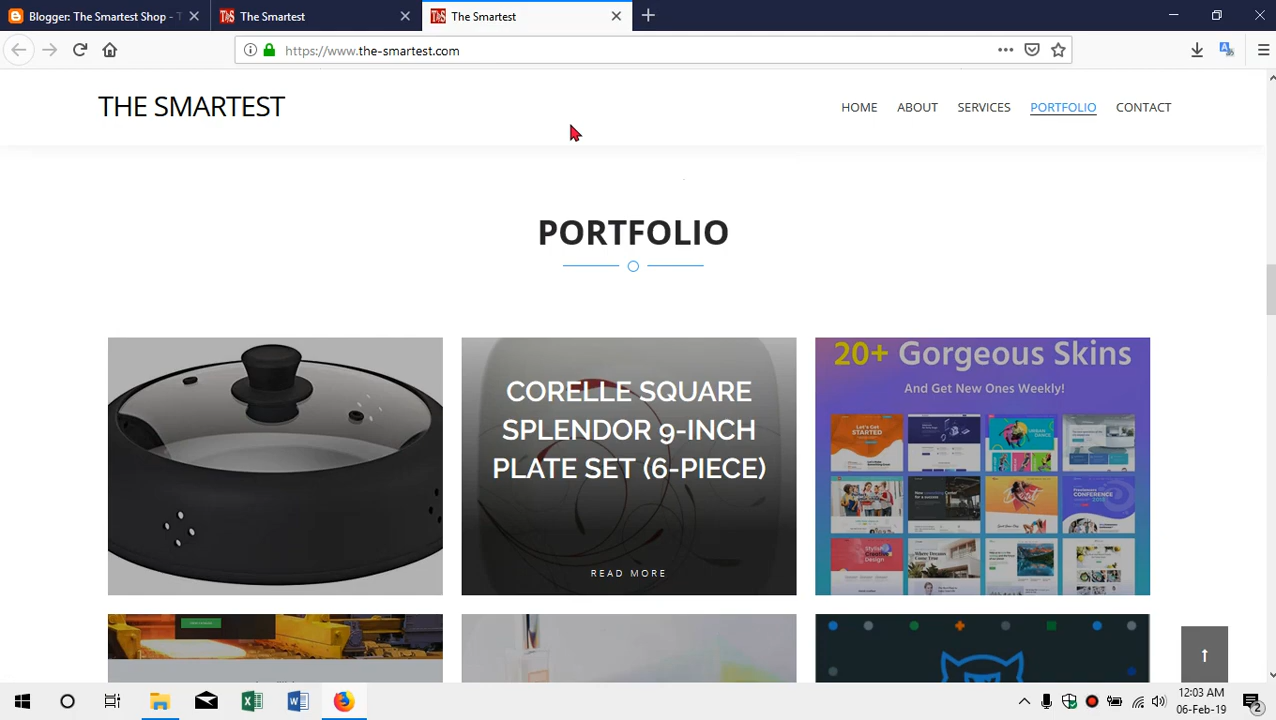 Blogger: The Smartest Shop - T
The Smartest
The Smartest
https://www.the-smartest.com
THE SMARTEST
HOME ABOUT SERVICES PORTFOLIO CONTACT
PORTFOLIO
CORELLE SQUARE
SPLENDOR 9-INCH
PLATE SET (6-PIECE)
READ MORE
20+ Gorgeous Skins
And Get New Ones Weekly!
12:03 AM
06-Feb-19
2